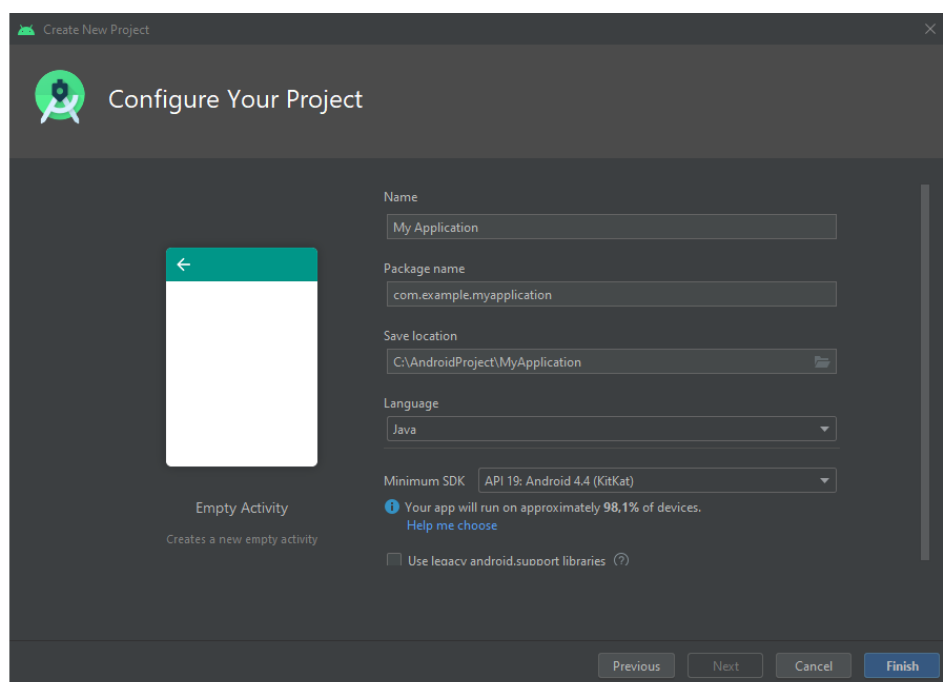 Create New Project
Configure Your Project
Name
My Application
Package name
com.example.myapplication
Save location
C:\AndroidProject\MyApplication
Language
Java
Minimum SDK API 19: Android 4.4 (KitKat)
Your app will run on approximately 98,1% of devices.
Help me choose
Use legacy android.support libraries
Empty Activity
Creates a new empty activity
Previous Next Cancel Finish